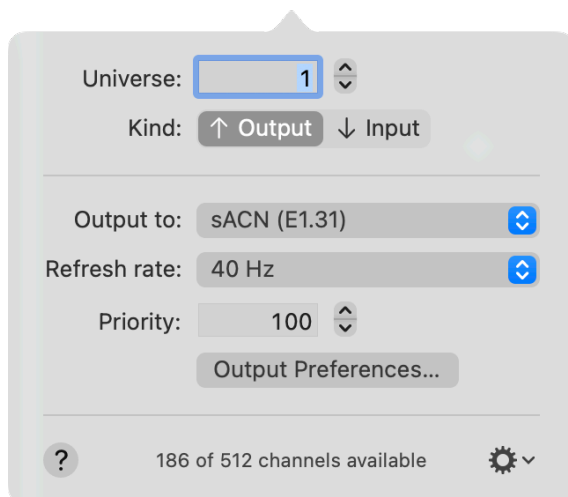 Universe: 1
Kind: ↑ Output ↓ Input
Output to: sACN (E1.31)
Refresh rate: 40 Hz
Priority: 100
Output Preferences...
? 186 of 512 channels available